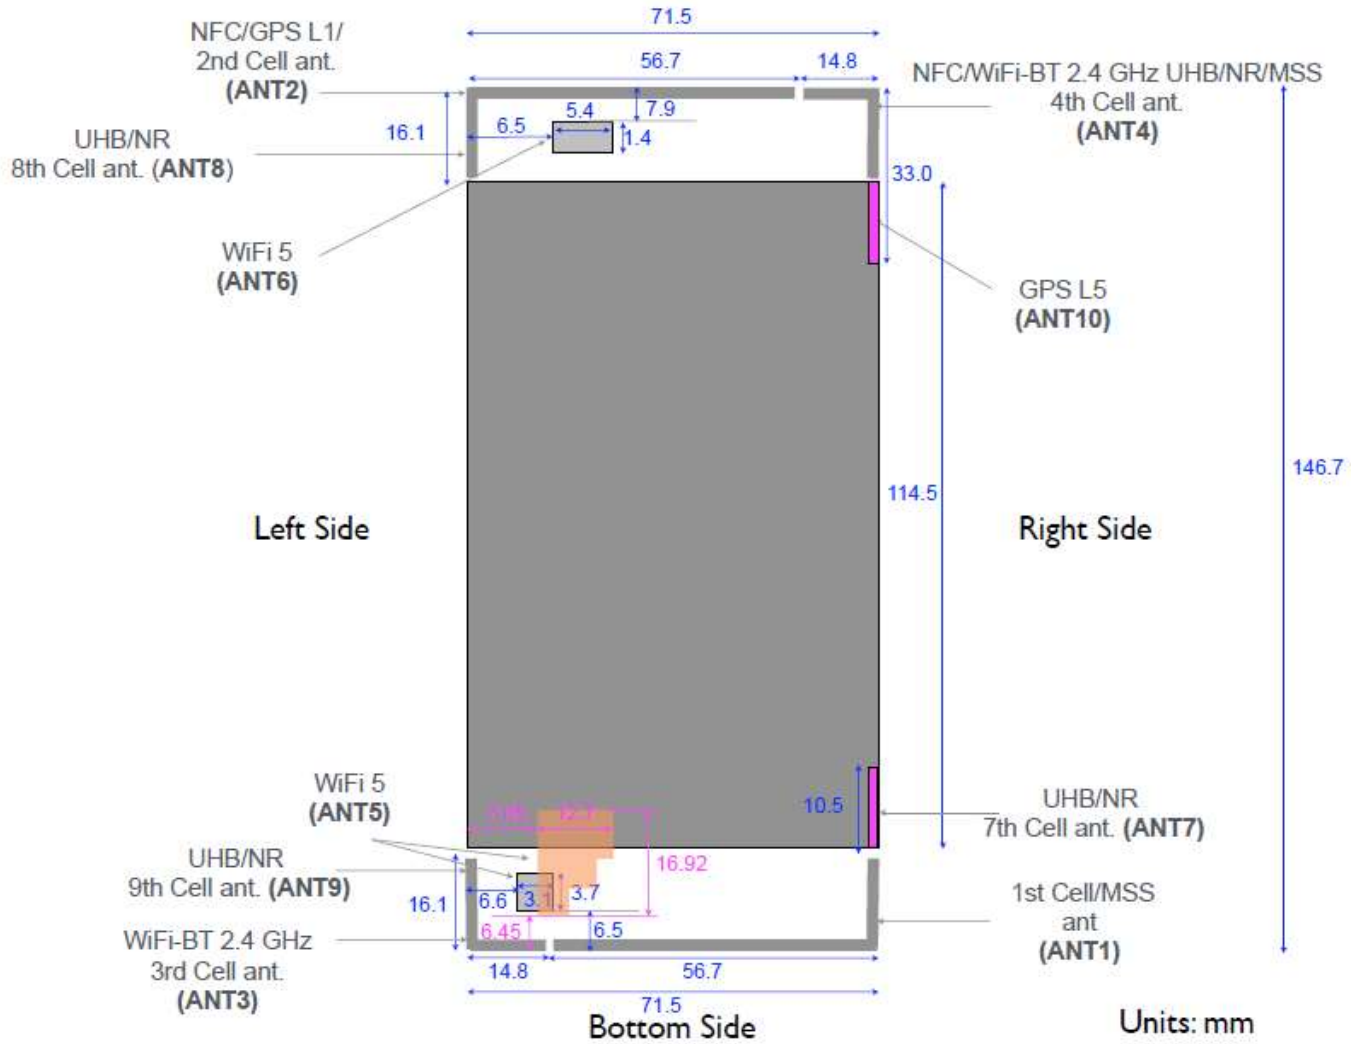 71.5
NFC/GPS L1/
2nd Cell ant.
(ANT2)
56.7
14.8
NFC/WiFi-BT 2.4 GHz UHB/NR/MSS
4th Cell ant.
(ANT4)
5.4
7.9
16.1
6.5
1.4
UHB/NR
8th Cell ant. (ANT8)
33.0
WiFi 5
(ANT6)
GPS L5
(ANT10)
146.7
114.5
Left Side
Right Side
WiFi 5
(ANT5)
10.5
UHB/NR
7th Cell ant. (ANT7)
12.7
16.92
UHB/NR
9th Cell ant. (ANT9)
16.1
6.6
3.1
3.7
1st Cell/MSS
ant
(ANT1)
6.45
6.5
WiFi-BT 2.4 GHz
3rd Cell ant.
(ANT3)
14.8
56.7
71.5
Bottom Side
Units: mm